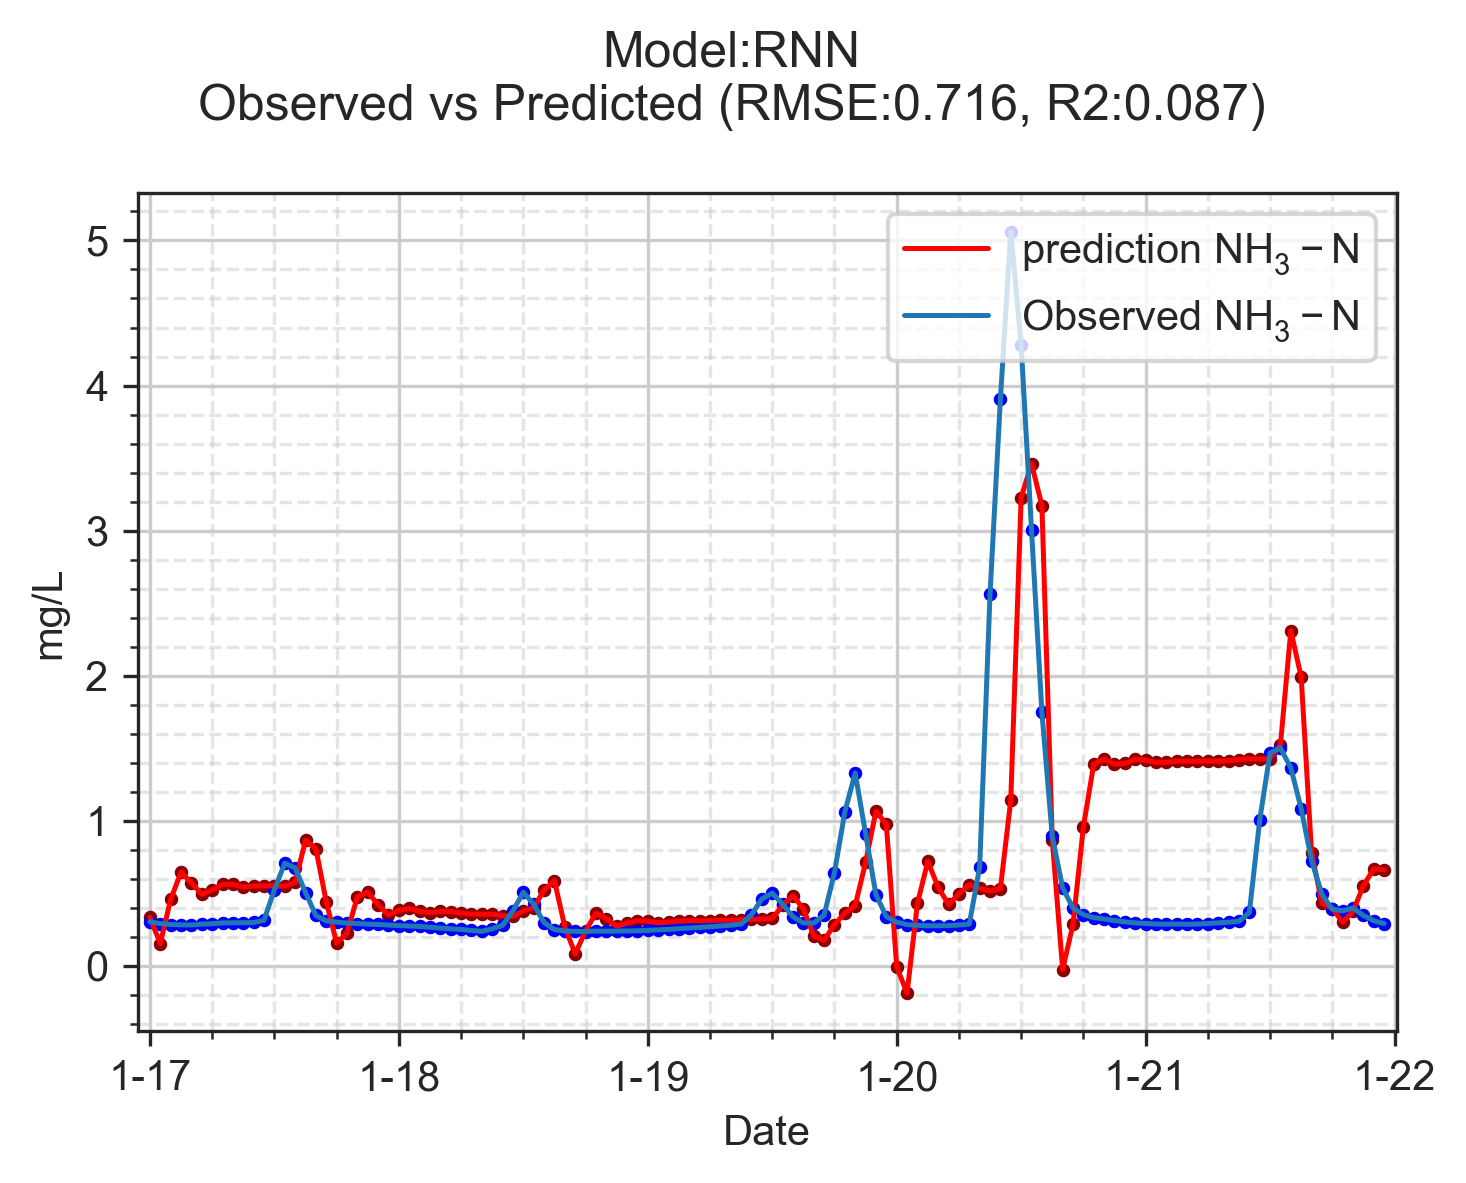 Model:RNN
Observed vs Predicted (RMSE:0.716, R2:0.087)
prediction NH₃ − N
Observed NH₃ − N
5
4
3
2
1
0
mg/L
1-17 1-18 1-19 1-20 1-21 1-22
Date